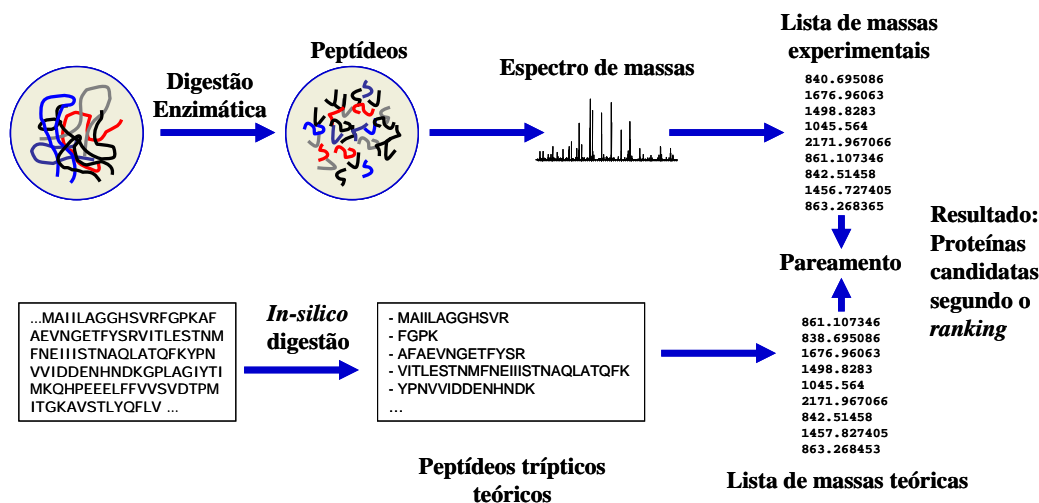 Peptídeos
Digestão
Enzimática
Espectro de massas
Lista de massas
experimentais
840.695086
1676.96063
1498.8283
1045.564
2171.967066
861.107346
842.51458
1456.727405
863.268365
Pareamento
Resultado:
Proteínas
candidatas
segundo o
ranking
...MAIILAGGHSVRFGPKAF
AEVNGETFYSRVITLESTNM
FNEIIISTNAQLATQFKYPN
VVIDDENHNDKGPLAGIYTI
MKQHPEEELFFVVSVDTPM
ITGKAVSTLYQFLV ...
In-silico
digestão
- MAIILAGGHSVR
- FGPK
- AFAEVNGETFYSR
- VITLESTNMFNEIIISTNAQLATQFK
- YPNVVIDDENHNDK
...
861.107346
838.695086
1676.96063
1498.8283
1045.564
2171.967066
842.51458
1457.827405
863.268453
Peptídeos trípticos
teóricos
Lista de massas teóricas